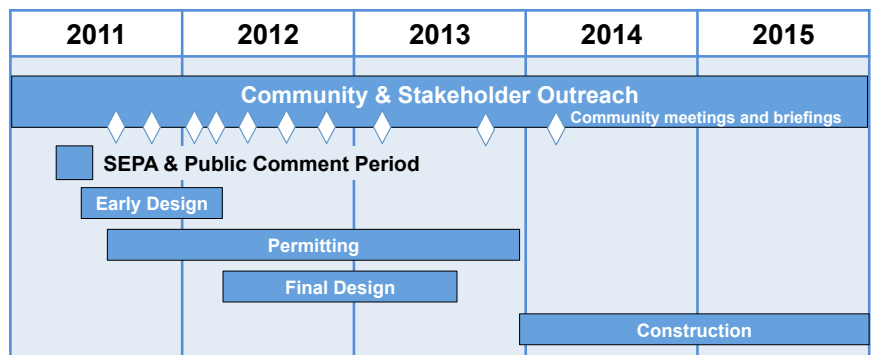 2011 2012 2013 2014 2015
Community & Stakeholder Outreach
Community meetings and briefings
SEPA & Public Comment Period
Early Design
Permitting
Final Design
Construction